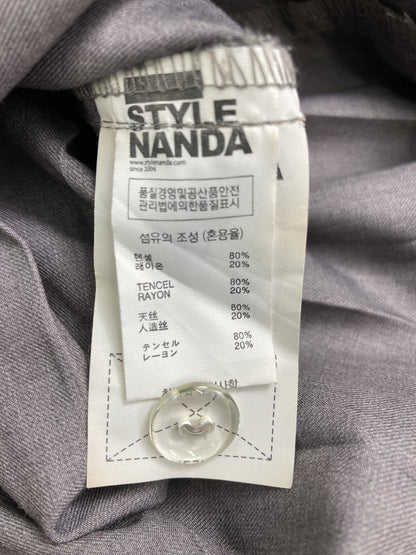 STYLE
NANDA
www.stylenanda.com
since 2004
품질경영및공산품안전
관리법에의한품질표시
섬유의 조성 (혼용율)
텐셀 80%
레이온 20%
TENCEL 80%
RAYON 20%
天丝 80%
人造丝 20%
テンセル 80%
レーヨン 20%
사항